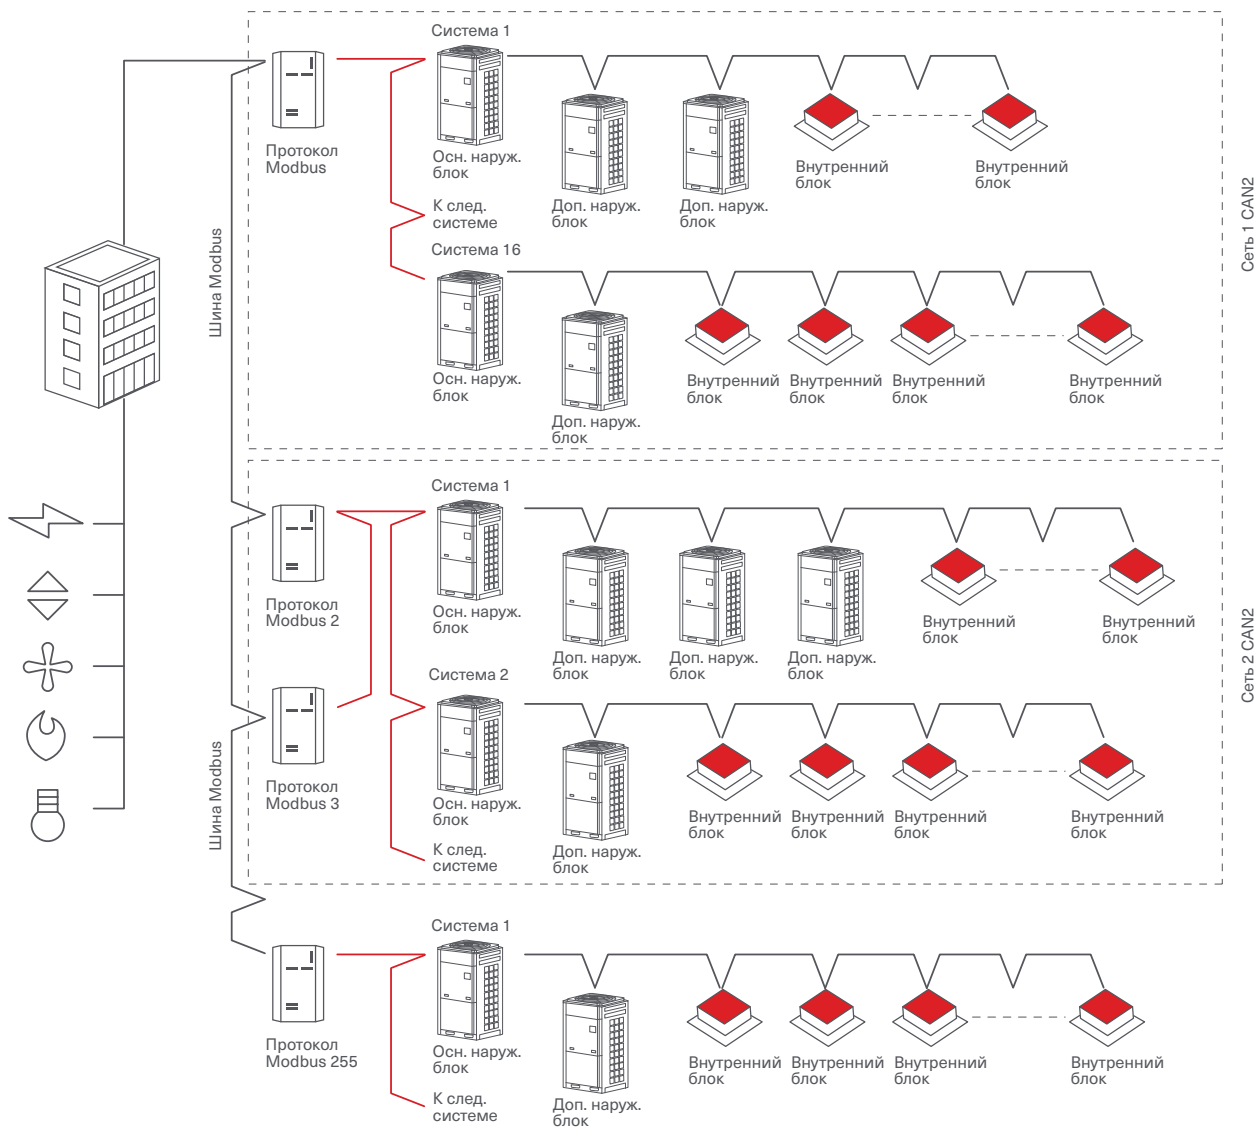 Система 1
Протокол
Modbus
Осн. наруж.
блок
Доп. наруж.
блок
Доп. наруж.
блок
Внутренний
блок
Внутренний
блок
К след.
системе
Система 16
Осн. наруж.
блок
Доп. наруж.
блок
Внутренний
блок
Внутренний
блок
Внутренний
блок
Внутренний
блок
Сеть 1 CAN2
Шина Modbus
Система 1
Протокол
Modbus 2
Осн. наруж.
блок
Доп. наруж.
блок
Доп. наруж.
блок
Доп. наруж.
блок
Внутренний
блок
Внутренний
блок
Система 2
Протокол
Modbus 3
Осн. наруж.
блок
Доп. наруж.
блок
Внутренний
блок
Внутренний
блок
Внутренний
блок
Внутренний
блок
К след.
системе
Сеть 2 CAN2
Шина Modbus
Система 1
Протокол
Modbus 255
Осн. наруж.
блок
Доп. наруж.
блок
Внутренний
блок
Внутренний
блок
Внутренний
блок
Внутренний
блок
К след.
системе